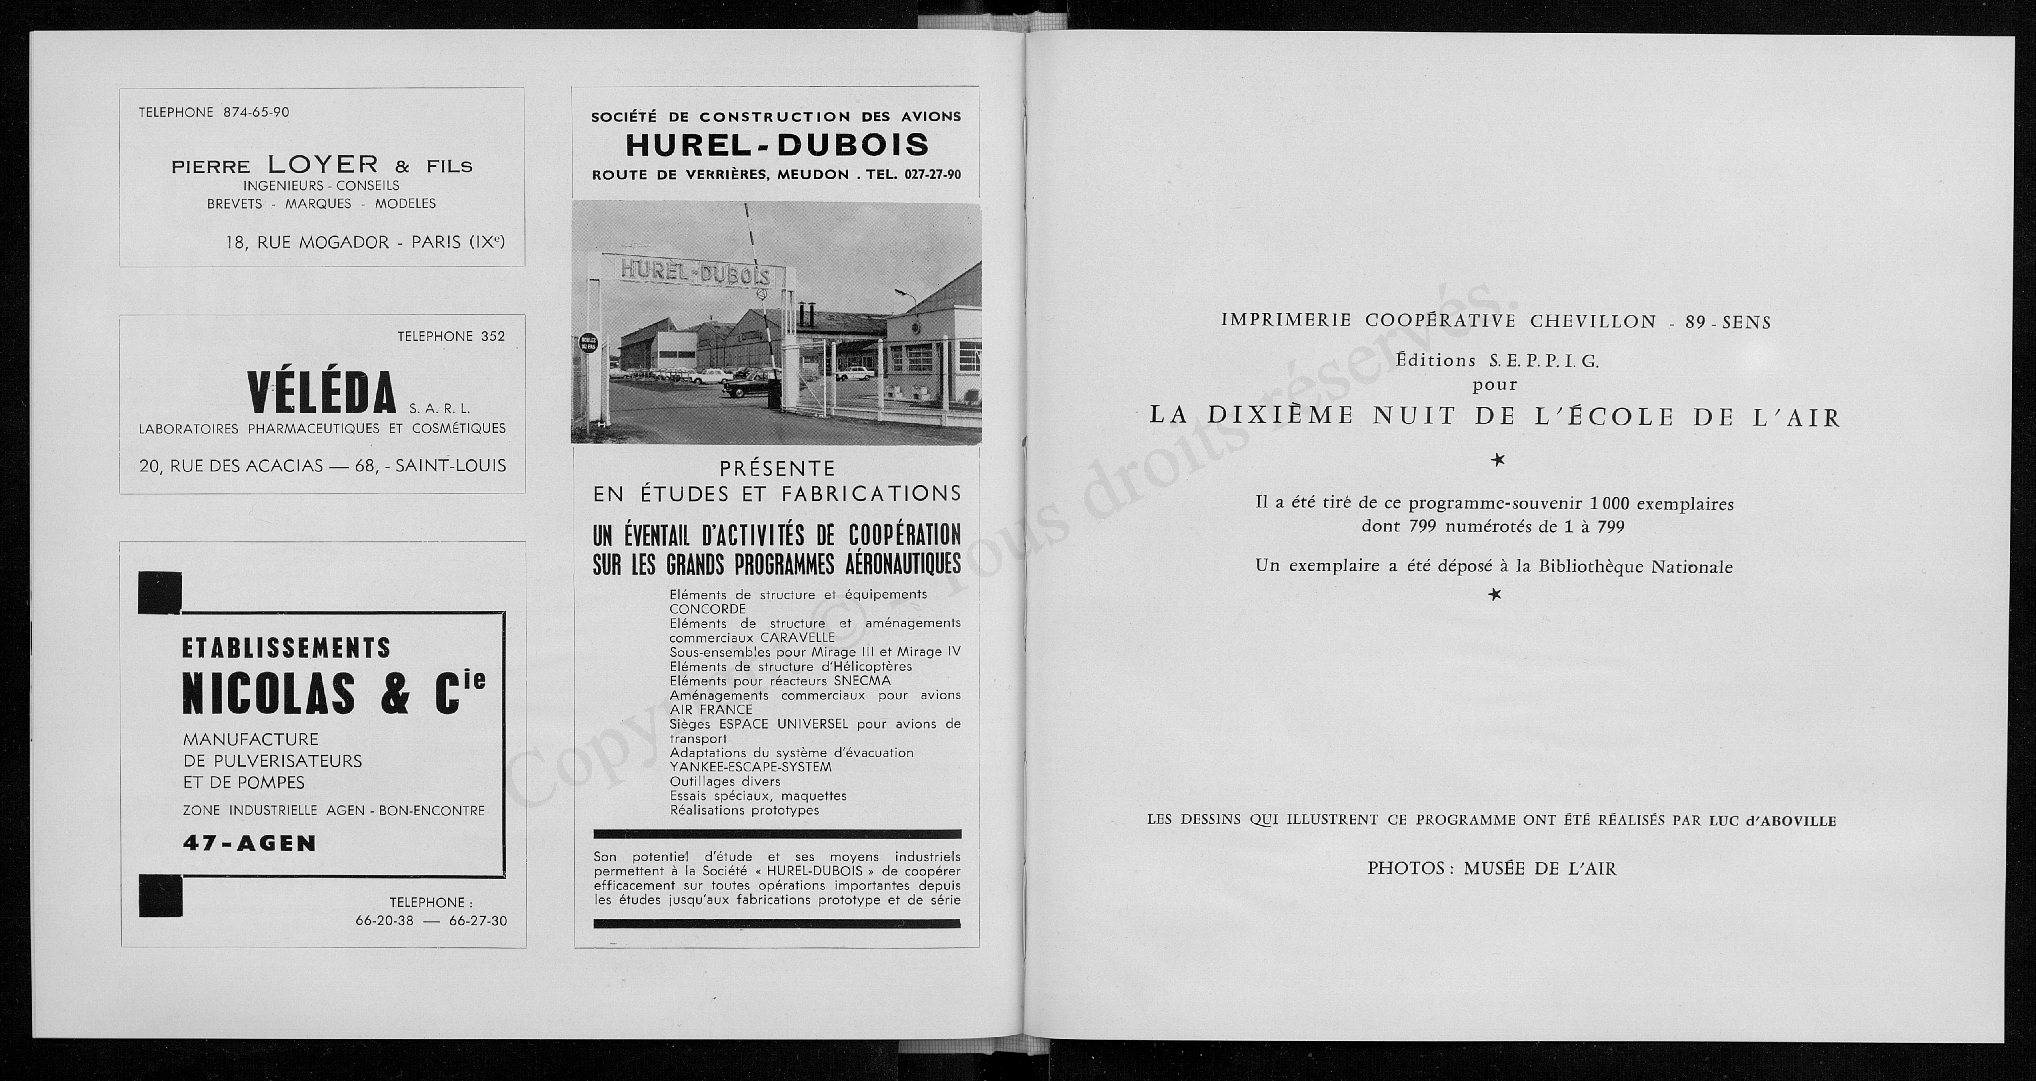 TELEPHONE 874-65-90
PIERRE LOYER & FILS
INGENIEURS - CONSEILS
BREVETS - MARQUES - MODELES
18, RUE MOGADOR - PARIS (IXe)
TELEPHONE 352
VÉLÉDA S. A. R. L.
LABORATOIRES PHARMACEUTIQUES ET COSMÉTIQUES
20, RUE DES ACACIAS — 68, - SAINT-LOUIS
ETABLISSEMENTS
NICOLAS & Cie
MANUFACTURE
DE PULVERISATEURS
ET DE POMPES
ZONE INDUSTRIELLE AGEN - BON-ENCONTRE
47-AGEN
TELEPHONE :
66-20-38 — 66-27-30
SOCIÉTÉ DE CONSTRUCTION DES AVIONS
HUREL-DUBOIS
ROUTE DE VERRIÈRES, MEUDON . TEL. 027-27-90
HUREL-DUBOIS
ROULEZ
AU PAS
PRÉSENTE
EN ÉTUDES ET FABRICATIONS
UN ÉVENTAIL D'ACTIVITÉS DE COOPÉRATION
SUR LES GRANDS PROGRAMMES AÉRONAUTIQUES
Eléments de structure et équipements
CONCORDE
Eléments de structure et aménagements
commerciaux CARAVELLE
Sous-ensembles pour Mirage III et Mirage IV
Eléments de structure d'Hélicoptères
Eléments pour réacteurs SNECMA
Aménagements commerciaux pour avions
AIR FRANCE
Sièges ESPACE UNIVERSEL pour avions de
transport
Adaptations du système d'évacuation
YANKEE-ESCAPE-SYSTEM
Outillages divers
Essais spéciaux, maquettes
Réalisations prototypes
Son potentiel d'étude et ses moyens industriels
permettent à la Société « HUREL-DUBOIS » de coopérer
efficacement sur toutes opérations importantes depuis
les études jusqu'aux fabrications prototype et de série
IMPRIMERIE COOPÉRATIVE CHEVILLON - 89 - SENS
Éditions S. E. P. P. I. G.
pour
LA DIXIÈME NUIT DE L'ÉCOLE DE L'AIR
Il a été tiré de ce programme-souvenir 1 000 exemplaires
dont 799 numérotés de 1 à 799
Un exemplaire a été déposé à la Bibliothèque Nationale
LES DESSINS QUI ILLUSTRENT CE PROGRAMME ONT ÉTÉ RÉALISÉS PAR LUC d'ABOVILLE
PHOTOS : MUSÉE DE L'AIR
Copyright © - Tous droits réservés.